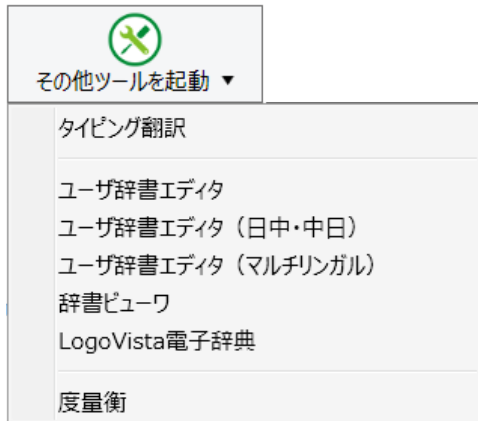 その他ツールを起動 ▼
タイピング翻訳
ユーザ辞書エディタ
ユーザ辞書エディタ（日中・中日）
ユーザ辞書エディタ（マルチリンガル）
辞書ビューワ
LogoVista電子辞典
度量衡